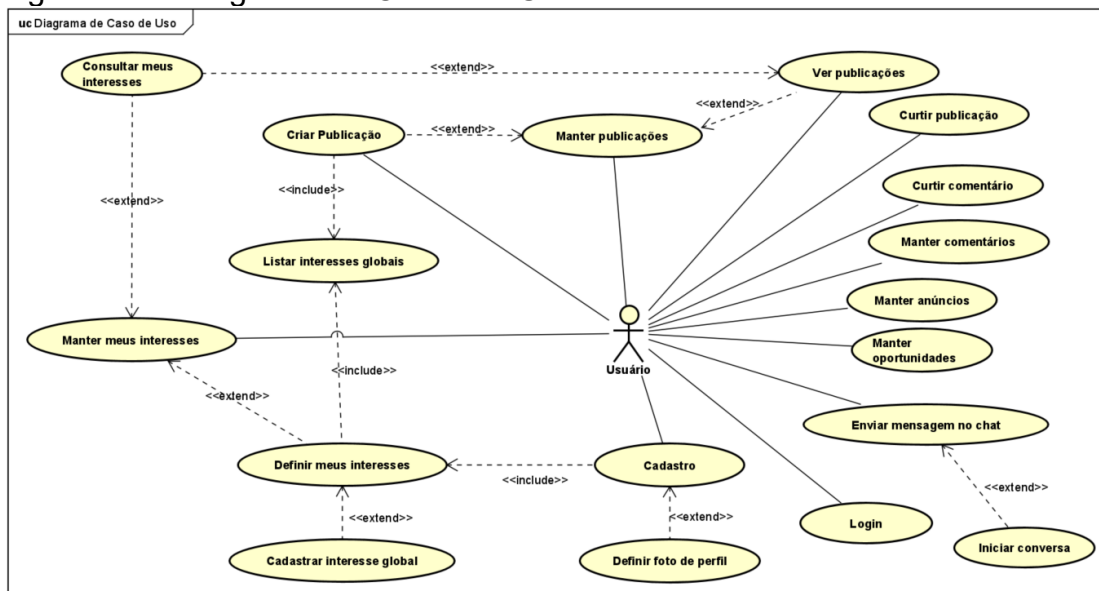 uc Diagrama de Caso de Uso
Consultar meus
interesses
<<extend>>
Ver publicações
<<extend>>
Curtir publicação
Criar Publicação
<<extend>>
Manter publicações
<<include>>
Curtir comentário
<<extend>>
Manter comentários
Listar interesses globais
Manter anúncios
Manter meus interesses
Manter
oportunidades
Usuário
<<include>>
<<extend>>
Enviar mensagem no chat
Definir meus interesses
<<include>>
Cadastro
<<extend>>
<<extend>>
<<extend>>
Login
Cadastrar interesse global
Definir foto de perfil
Iniciar conversa